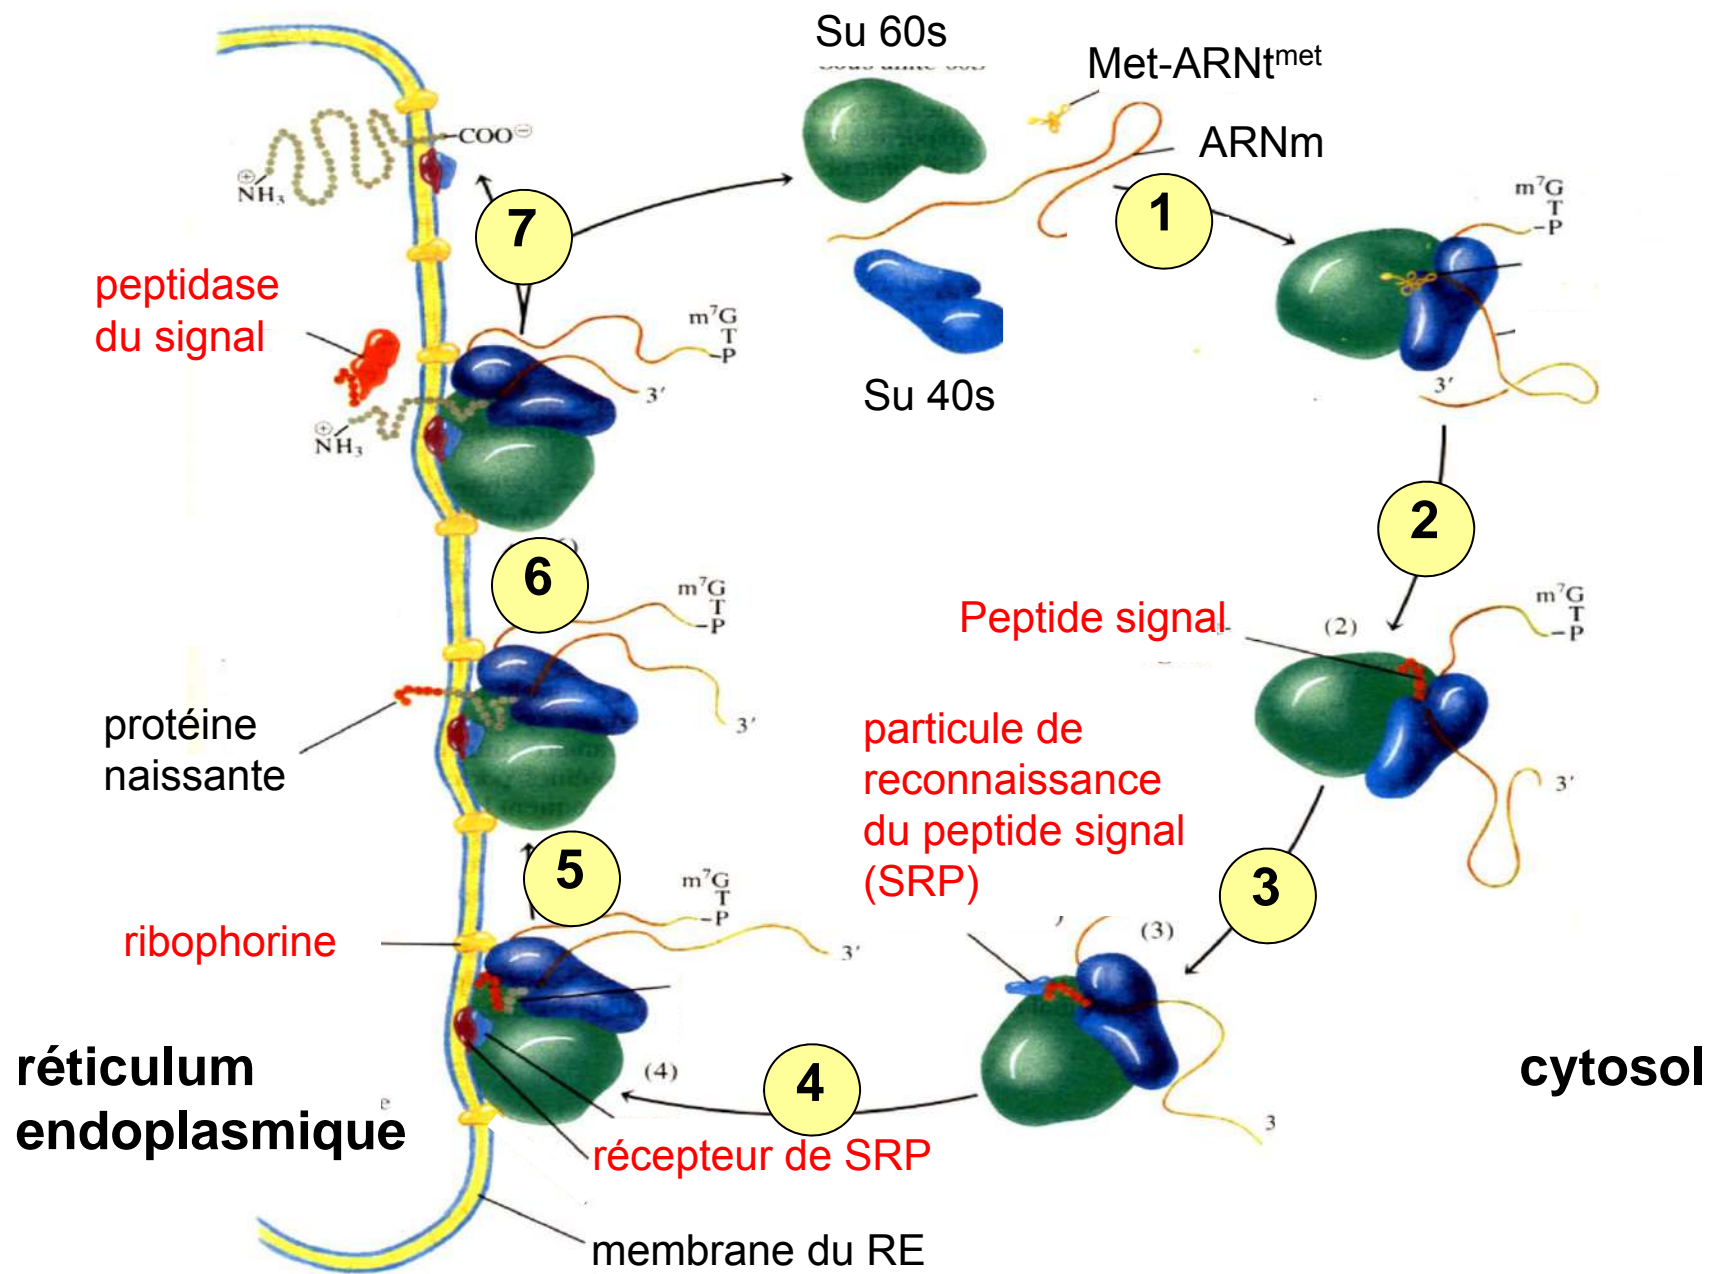 Su 60s
Met-ARNt^met
ARNm
COO⊖
⊕
NH₃
7
1
m⁷G
T
–P
peptidase
du signal
m⁷G
T
–P
3′
Su 40s
3′
⊕
NH₃
2
6
m⁷G
T
–P
Peptide signal
(2)
m⁷G
T
–P
protéine
naissante
3′
particule de
reconnaissance
du peptide signal
(SRP)
3′
5
m⁷G
T
–P
3
ribophorine
3′
(3)
réticulum
endoplasmique
(4)
4
cytosol
3
récepteur de SRP
membrane du RE